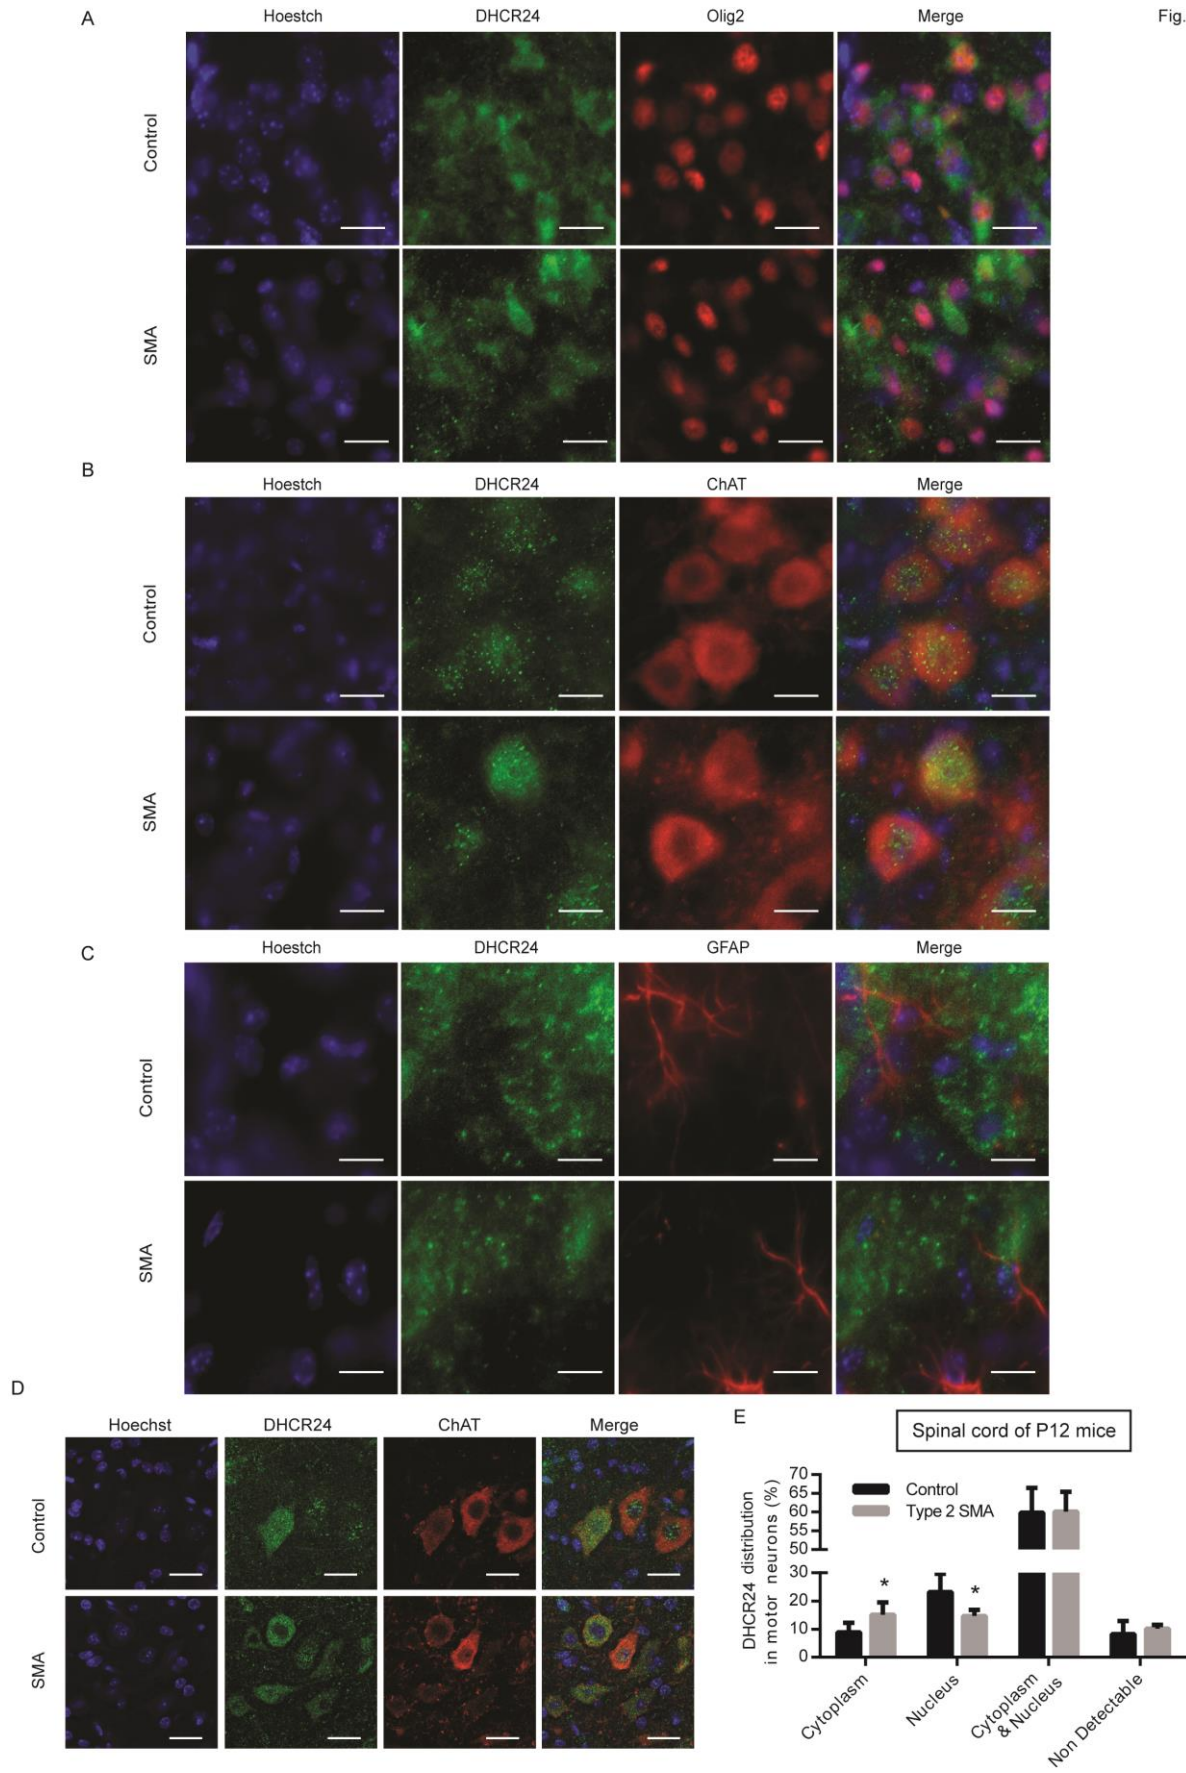 A
Hoestch DHCR24 Olig2 Merge
Fig.
Control
SMA
B
Hoestch DHCR24 ChAT Merge
Control
SMA
C
Hoestch DHCR24 GFAP Merge
Control
SMA
D
Hoechst DHCR24 ChAT Merge
Control
SMA
E
Spinal cord of P12 mice
Control
Type 2 SMA
DHCR24 distribution
in motor neurons (%)
70
65
60
55
50
30
20
10
0
* *
Cytoplasm
Nucleus
Cytoplasm
& Nucleus
Non Detectable